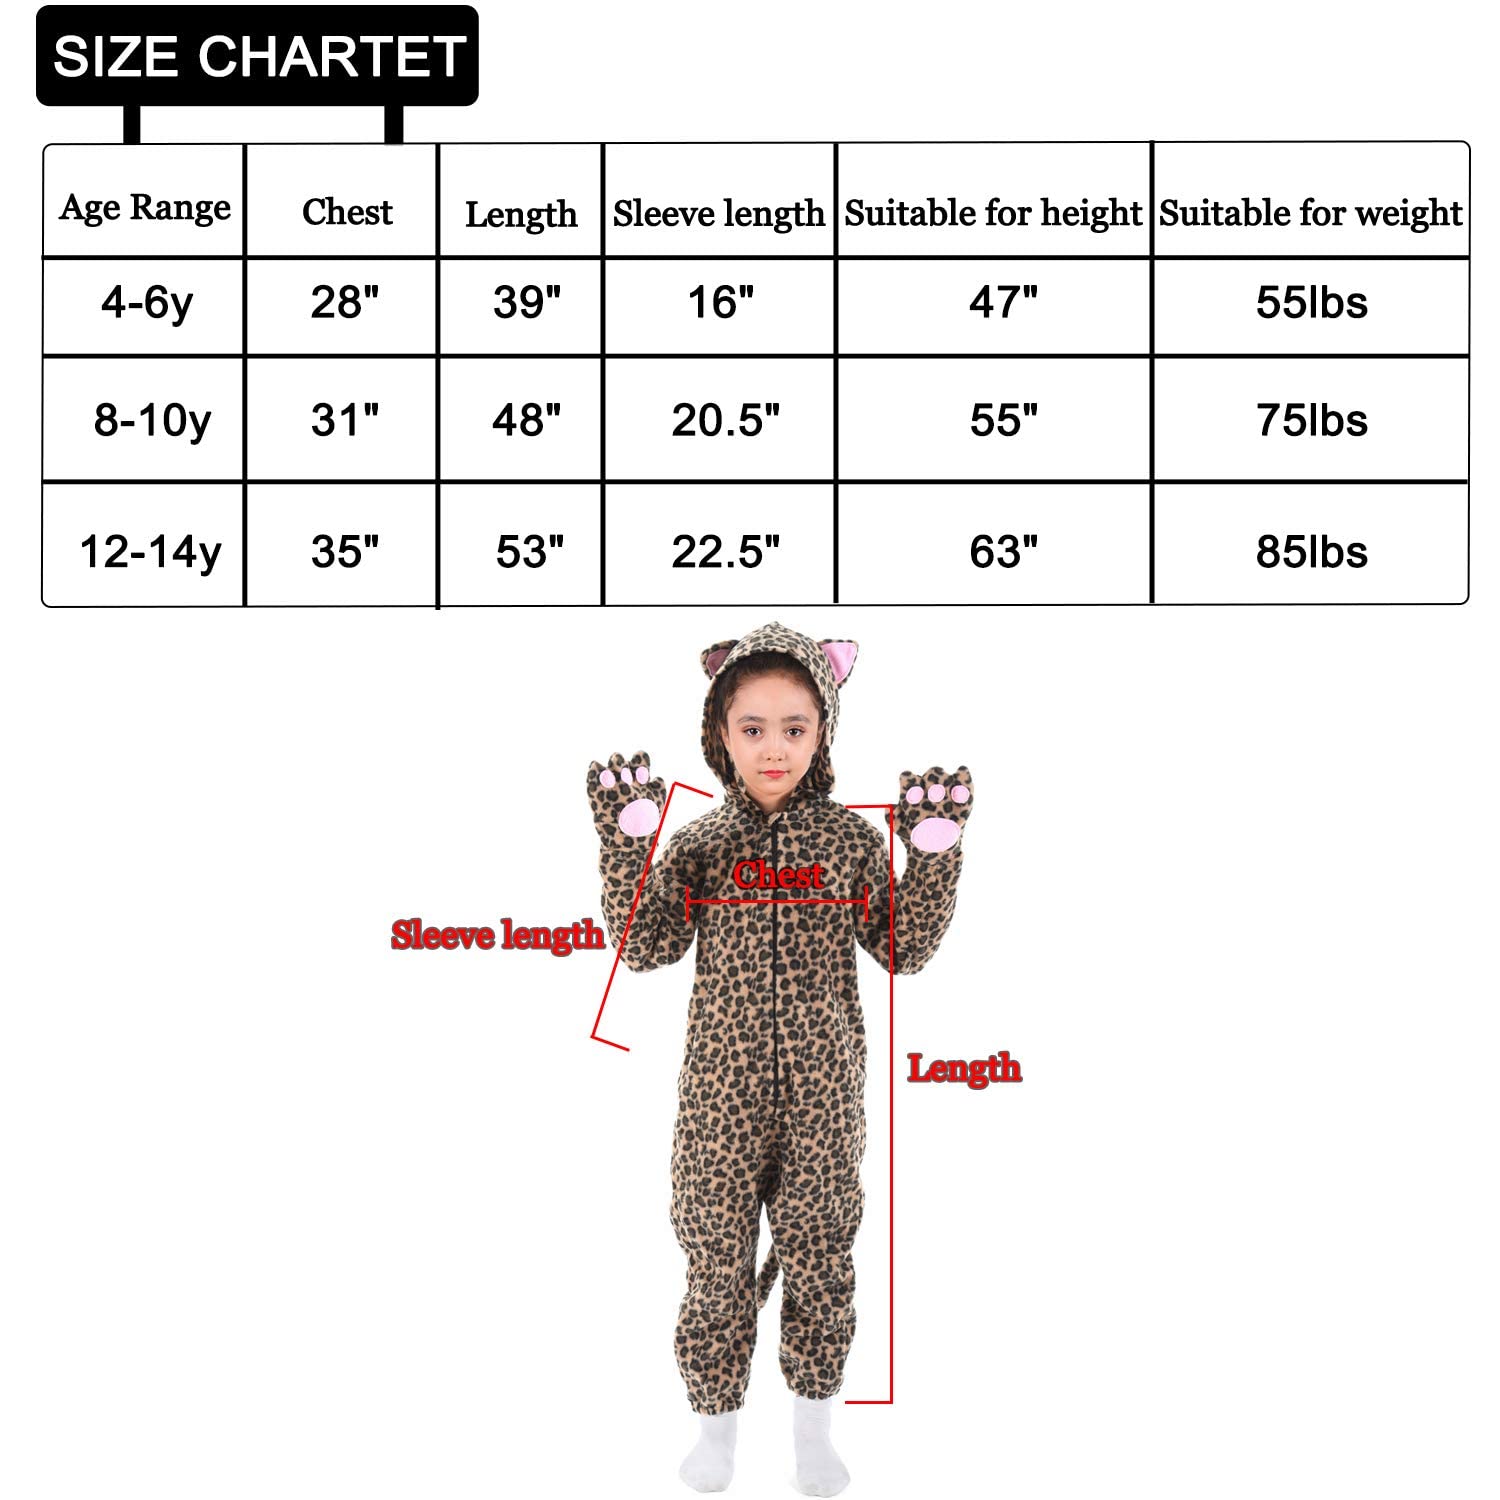 SIZE CHARTET
Age Range Chest Length Sleeve length Suitable for height Suitable for weight
4-6y 28" 39" 16" 47" 55lbs
8-10y 31" 48" 20.5" 55" 75lbs
12-14y 35" 53" 22.5" 63" 85lbs
Chest
Sleeve length
Length